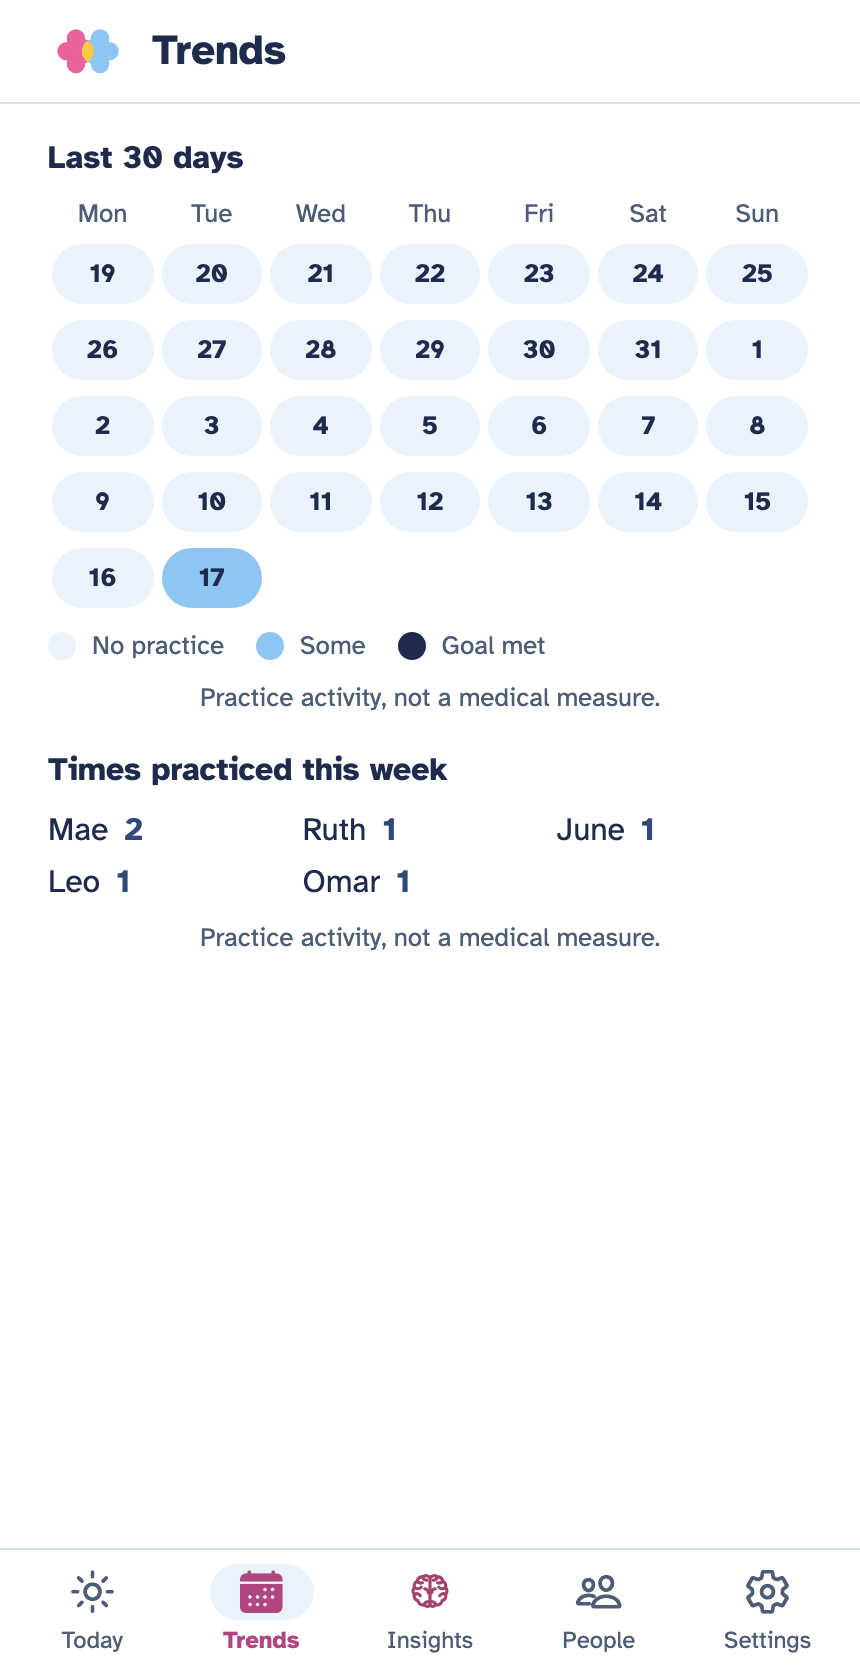 Trends
Last 30 days
Mon Tue Wed Thu Fri Sat Sun
19 20 21 22 23 24 25
26 27 28 29 30 31 1
2 3 4 5 6 7 8
9 10 11 12 13 14 15
16 17
No practice Some Goal met
Practice activity, not a medical measure.
Times practiced this week
Mae 2 Ruth 1 June 1
Leo 1 Omar 1
Practice activity, not a medical measure.
Today Trends Insights People Settings